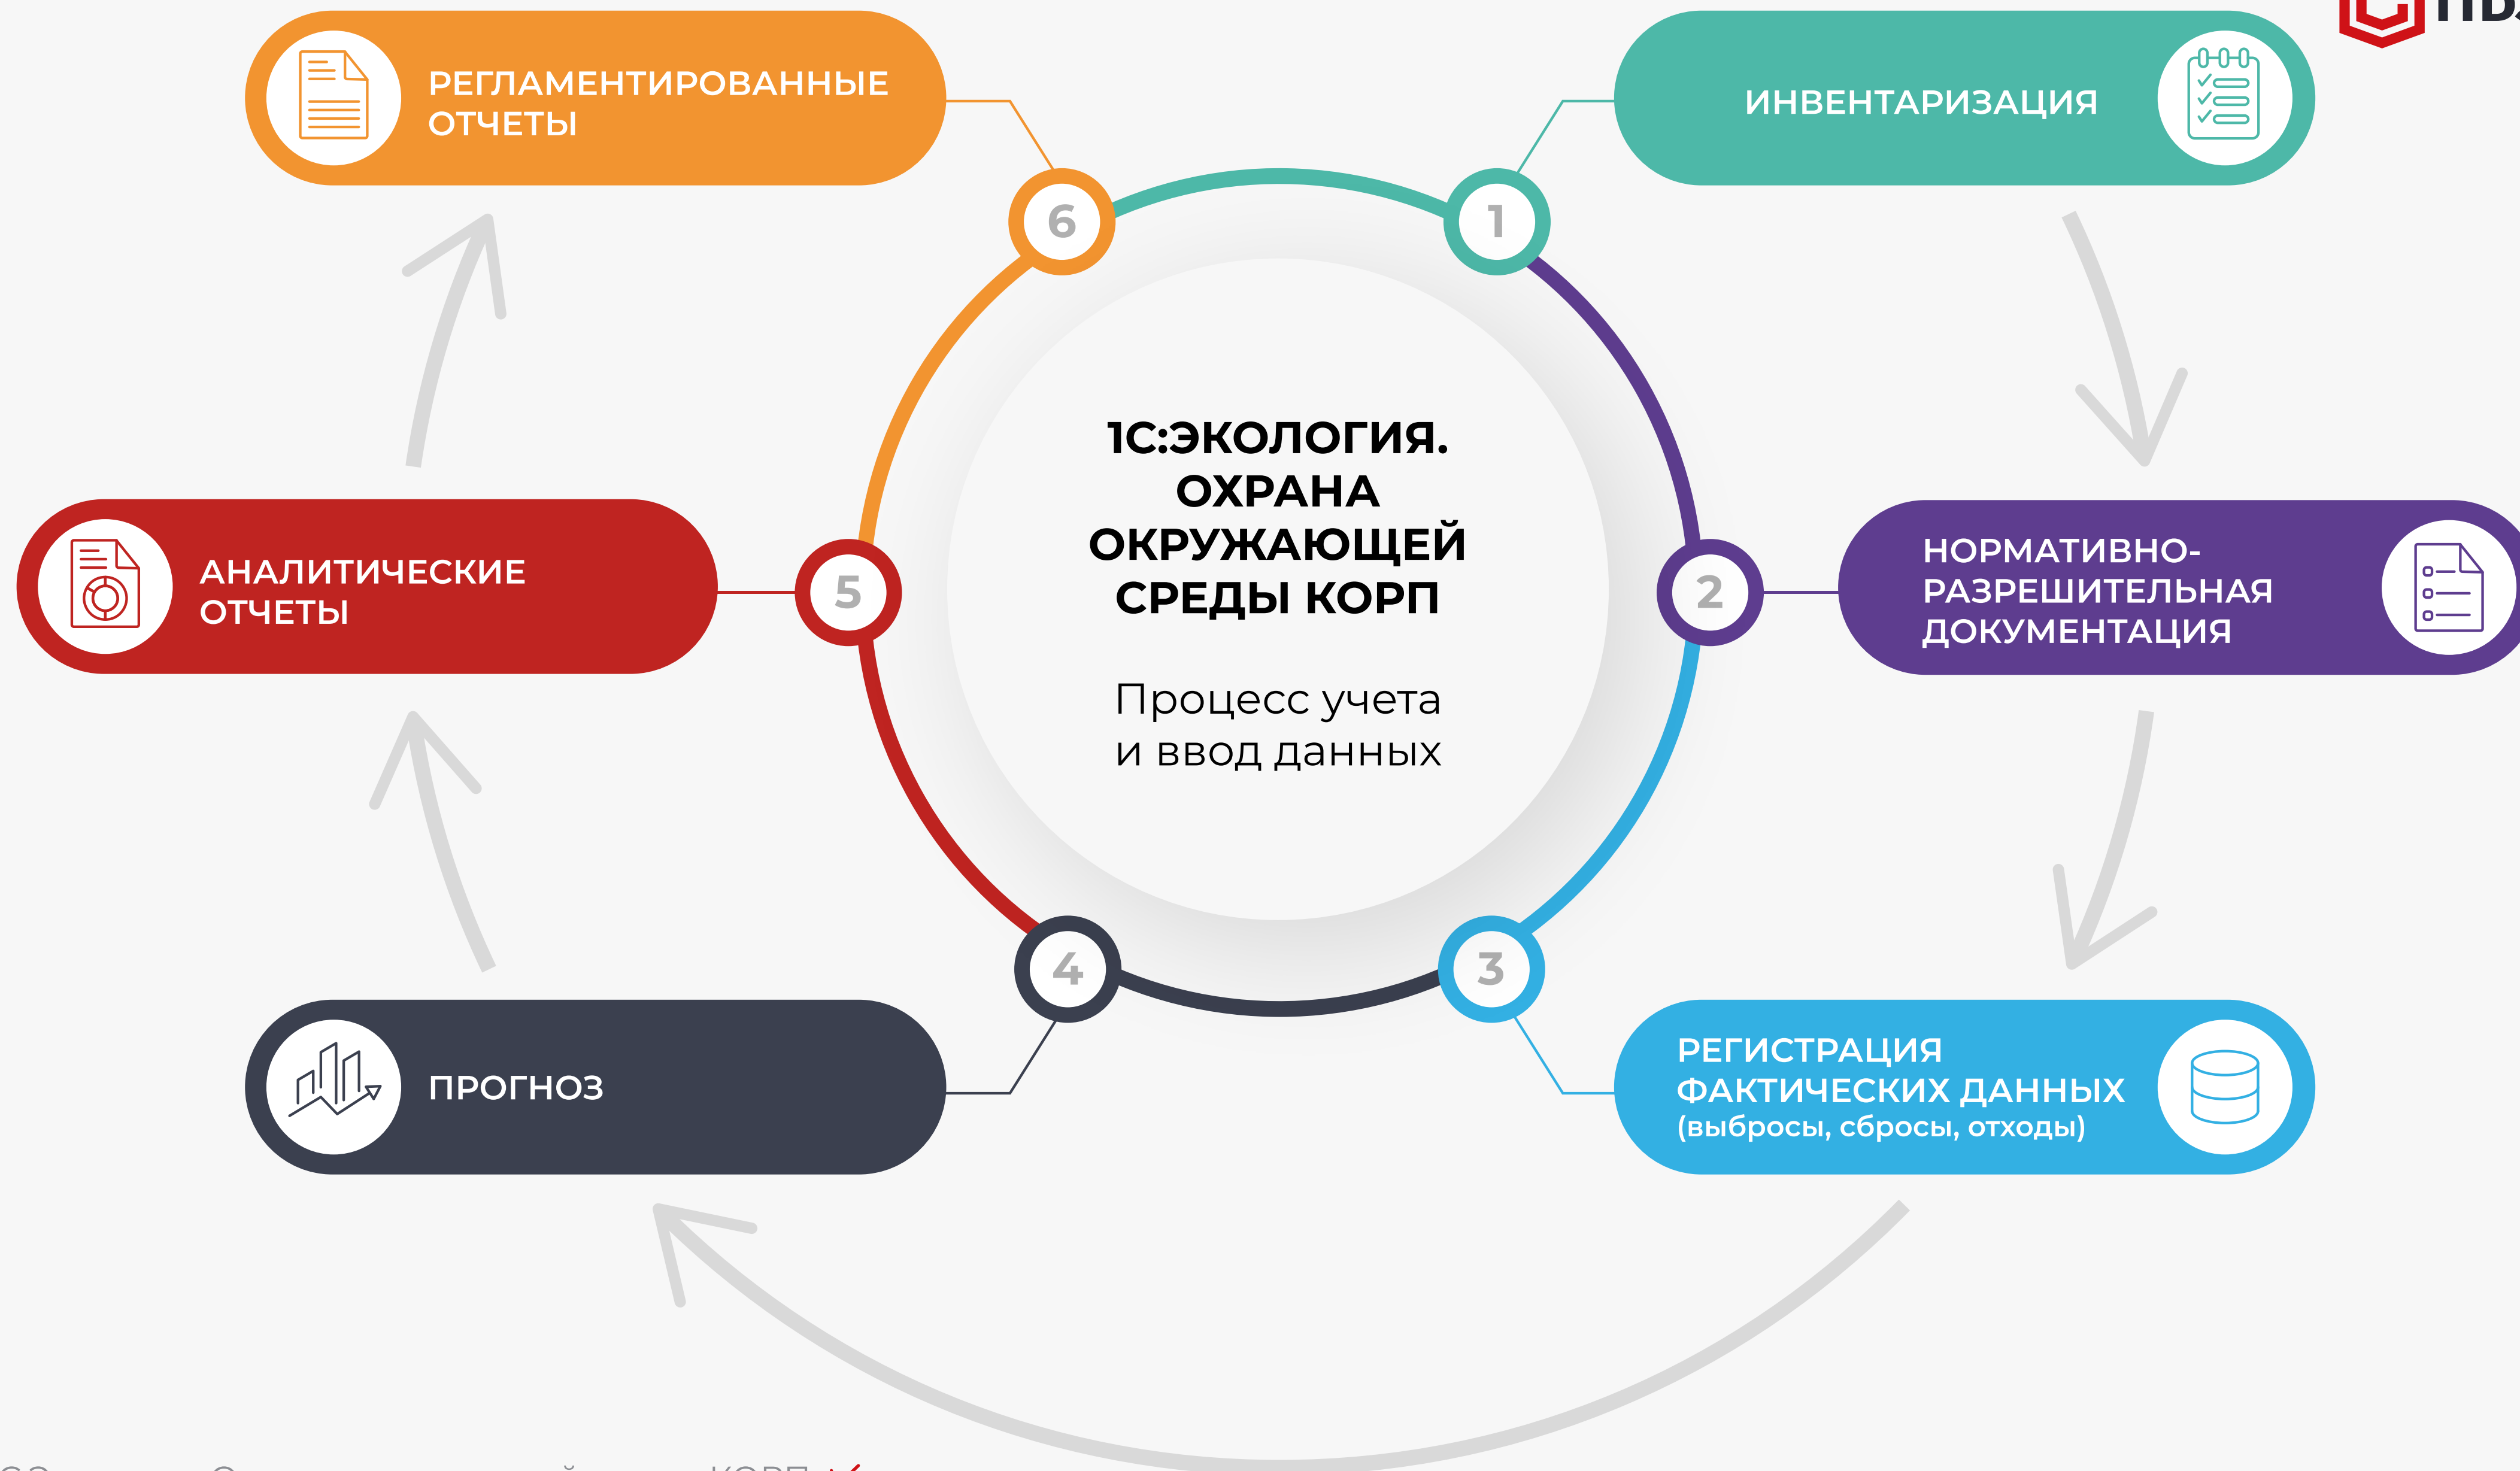 РЕГЛАМЕНТИРОВАННЫЕ
ОТЧЕТЫ
ИНВЕНТАРИЗАЦИЯ
6
1
1С:ЭКОЛОГИЯ.
ОХРАНА
ОКРУЖАЮЩЕЙ
СРЕДЫ КОРП
Процесс учета
и ввод данных
АНАЛИТИЧЕСКИЕ
ОТЧЕТЫ
5
2
НОРМАТИВНО-
РАЗРЕШИТЕЛЬНАЯ
ДОКУМЕНТАЦИЯ
4
3
ПРОГНОЗ
РЕГИСТРАЦИЯ
ФАКТИЧЕСКИХ ДАННЫХ
(выбросы, сбросы, отходы)
КОРП